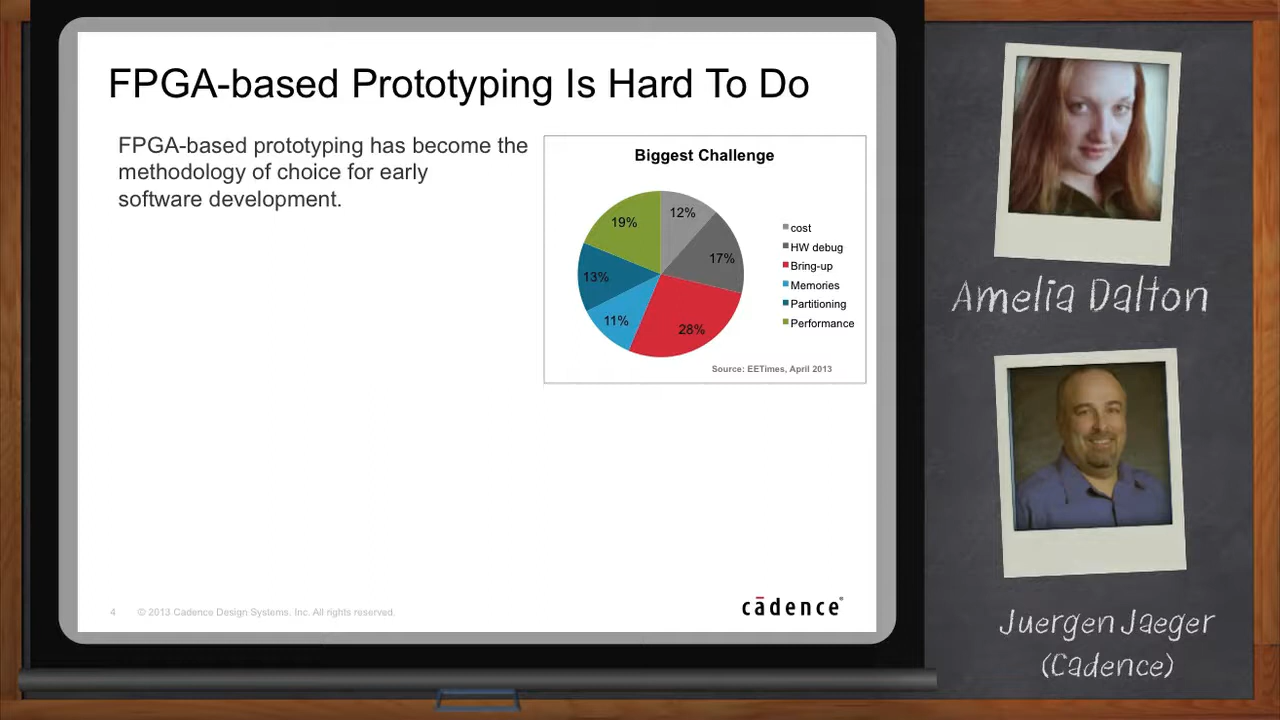 FPGA-based Prototyping Is Hard To Do
FPGA-based prototyping has become the
methodology of choice for early
software development.
Biggest Challenge
12%
17%
28%
11%
13%
19%
cost
HW debug
Bring-up
Memories
Partitioning
Performance
Source: EETimes, April 2013
4 © 2013 Cadence Design Systems. Inc. All rights reserved.
cādence®
Amelia Dalton
Juergen Jaeger
(Cadence)